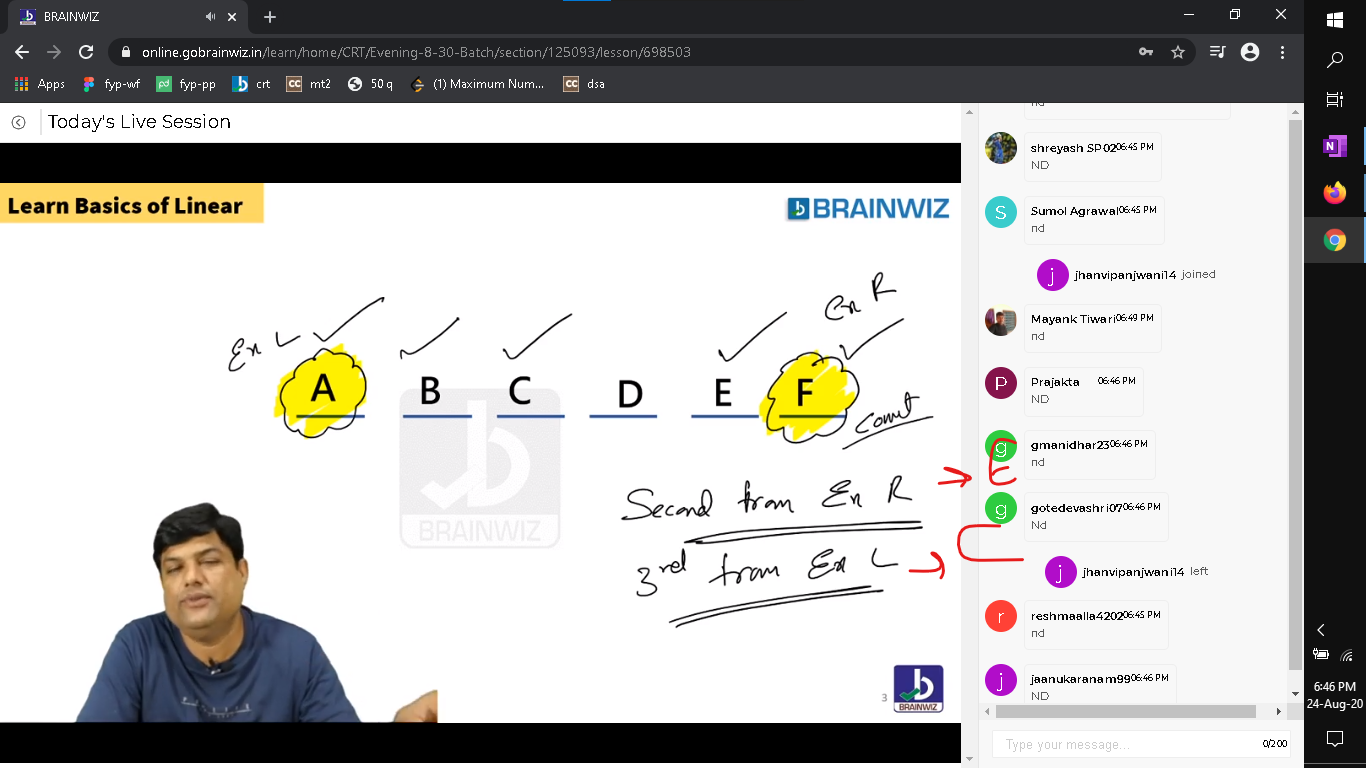 BRAINWIZ
online.gobrainwiz.in/learn/home/CRT/Evening-8-30-Batch/section/125093/lesson/698503
Apps fyp-wf fyp-pp crt CC mt2 50 q (1) Maximum Num... CC dsa
Today's Live Session
Learn Basics of Linear
BRAINWIZ
Ex L
Ex R
A B C D E F
Count
BRAINWIZ
Second from Ex R → E
3rd from Ex L → C
3
BRAINWIZ
nd
shreyash SP02 06:45 PM
ND
S
Sumol Agrawal 06:45 PM
nd
j
jhanvipanjwani14 joined
Mayank Tiwari 06:49 PM
nd
P
Prajakta 06:46 PM
ND
g
gmanidhar23 06:46 PM
nd
g
gotedevashri07 06:46 PM
Nd
j
jhanvipanjwani14 left
r
reshmaalla4202 06:45 PM
nd
j
jaanukaranam99 06:46 PM
ND
Type your message... 0/200
N
6:46 PM
24-Aug-20